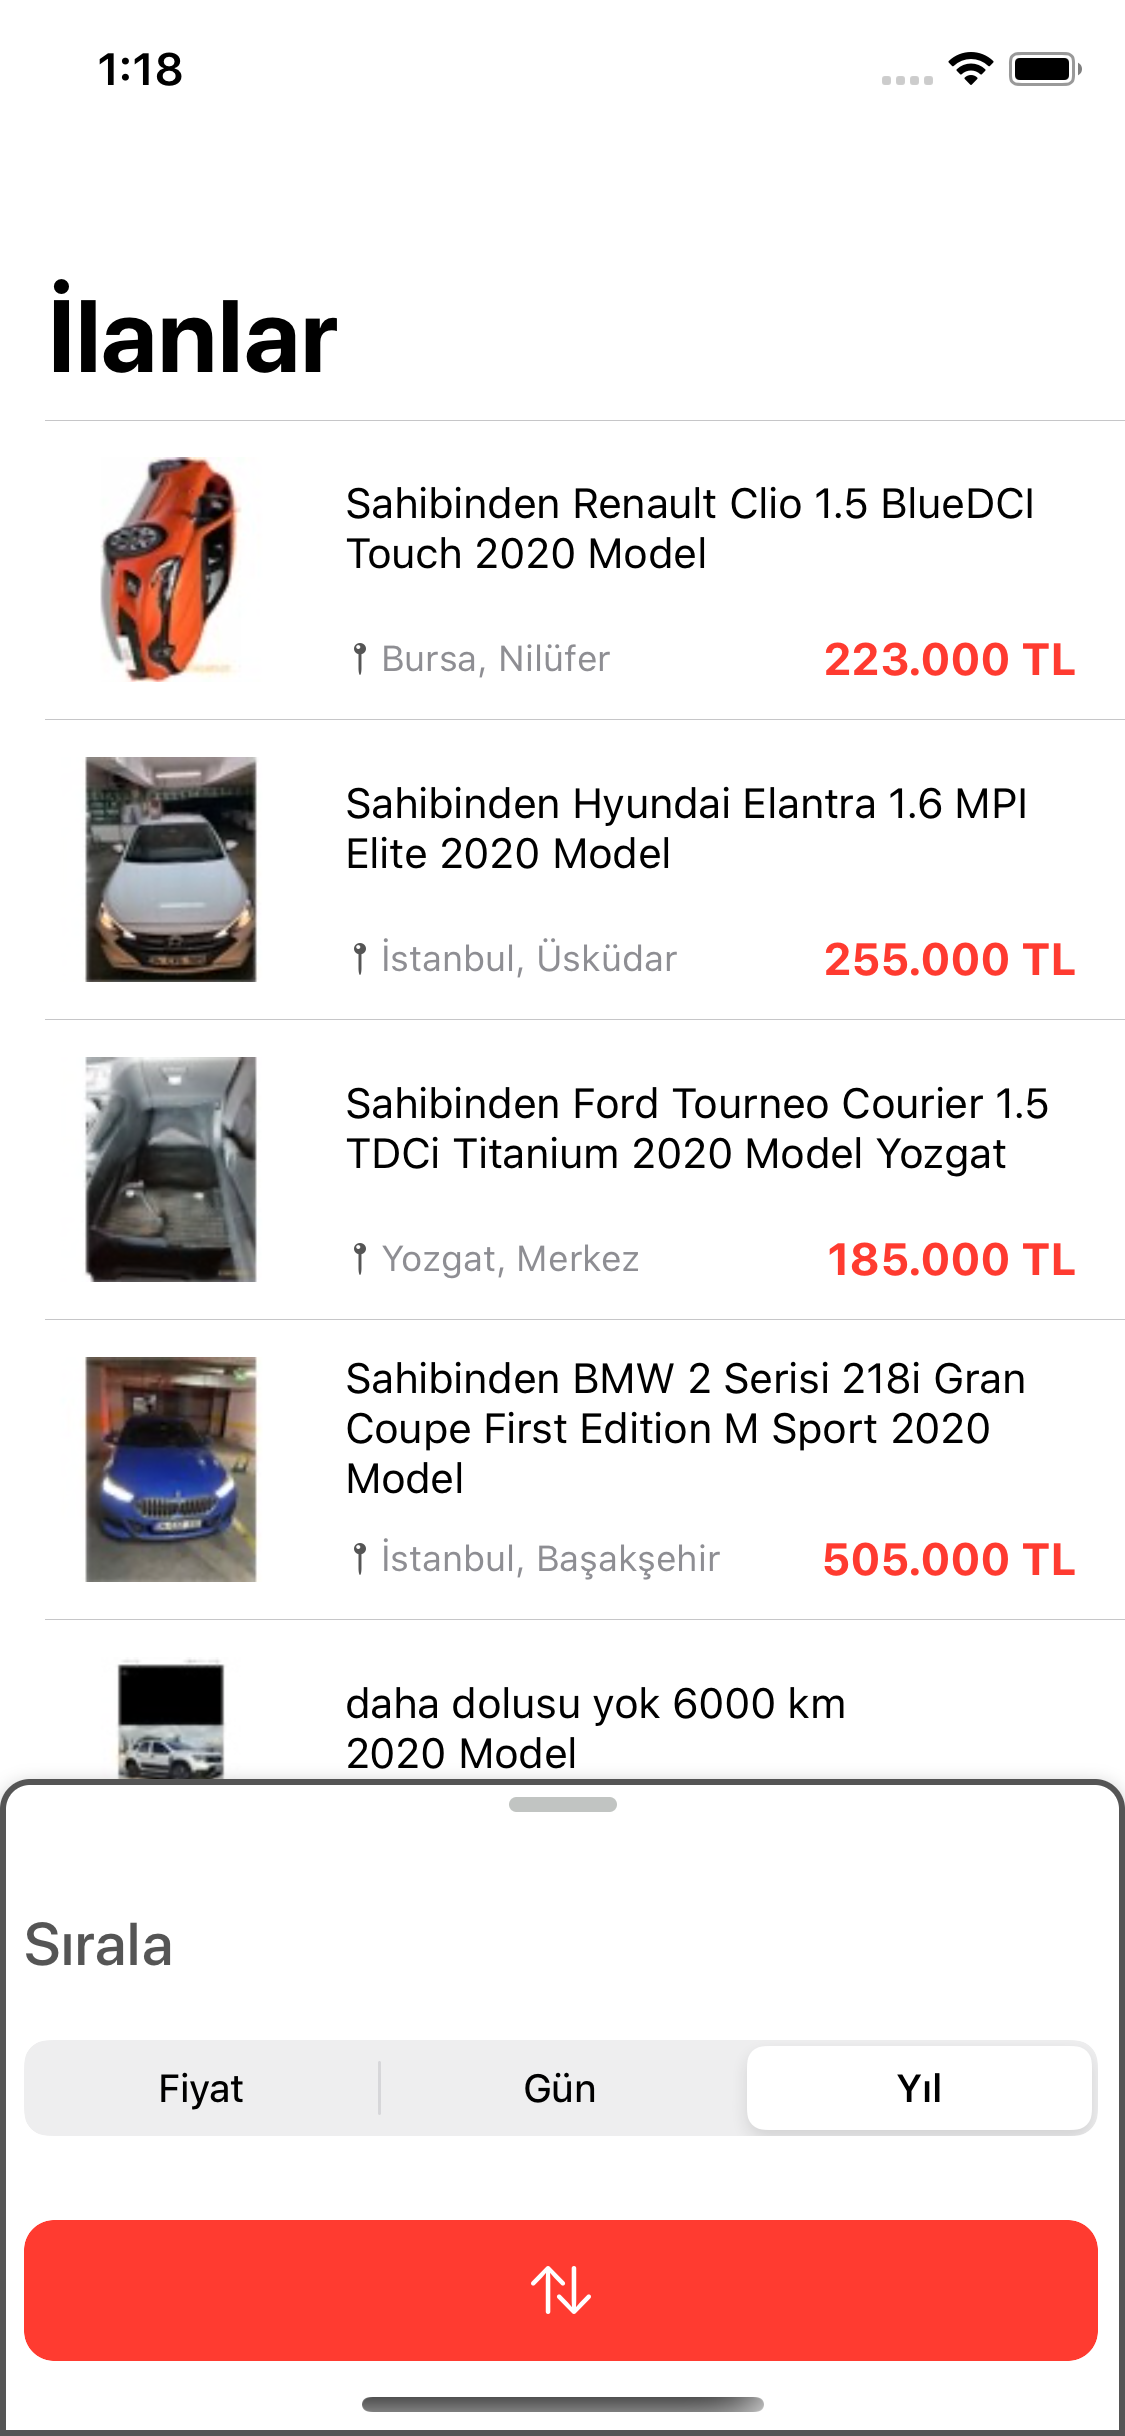 1:18
İlanlar
Sahibinden Renault Clio 1.5 BlueDCI
Touch 2020 Model
Bursa, Nilüfer
223.000 TL
Sahibinden Hyundai Elantra 1.6 MPI
Elite 2020 Model
İstanbul, Üsküdar
255.000 TL
Sahibinden Ford Tourneo Courier 1.5
TDCi Titanium 2020 Model Yozgat
Yozgat, Merkez
185.000 TL
Sahibinden BMW 2 Serisi 218i Gran
Coupe First Edition M Sport 2020
Model
İstanbul, Başakşehir
505.000 TL
daha dolusu yok 6000 km
2020 Model
Sırala
Fiyat
Gün
Yıl